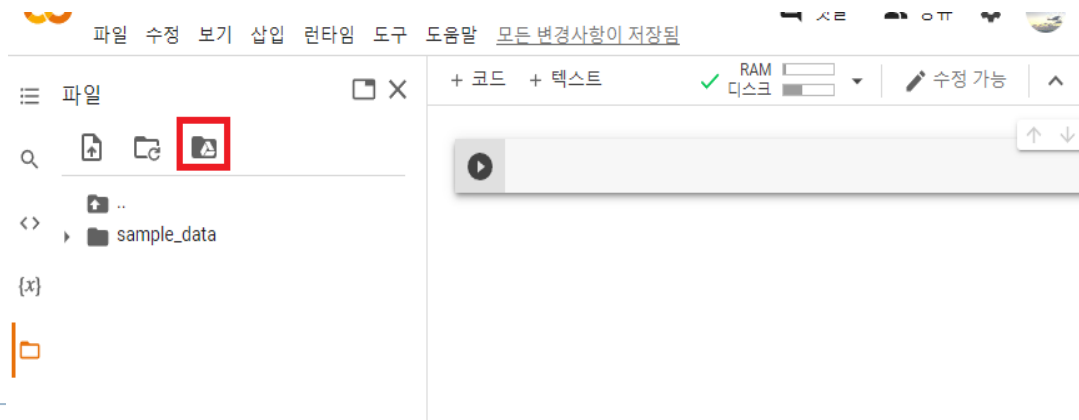 파일 수정 보기 삽입 런타임 도구 도움말 모든 변경사항이 저장됨
파일
+ 코드 + 텍스트
RAM
디스크
수정 가능
..
sample_data
{x}